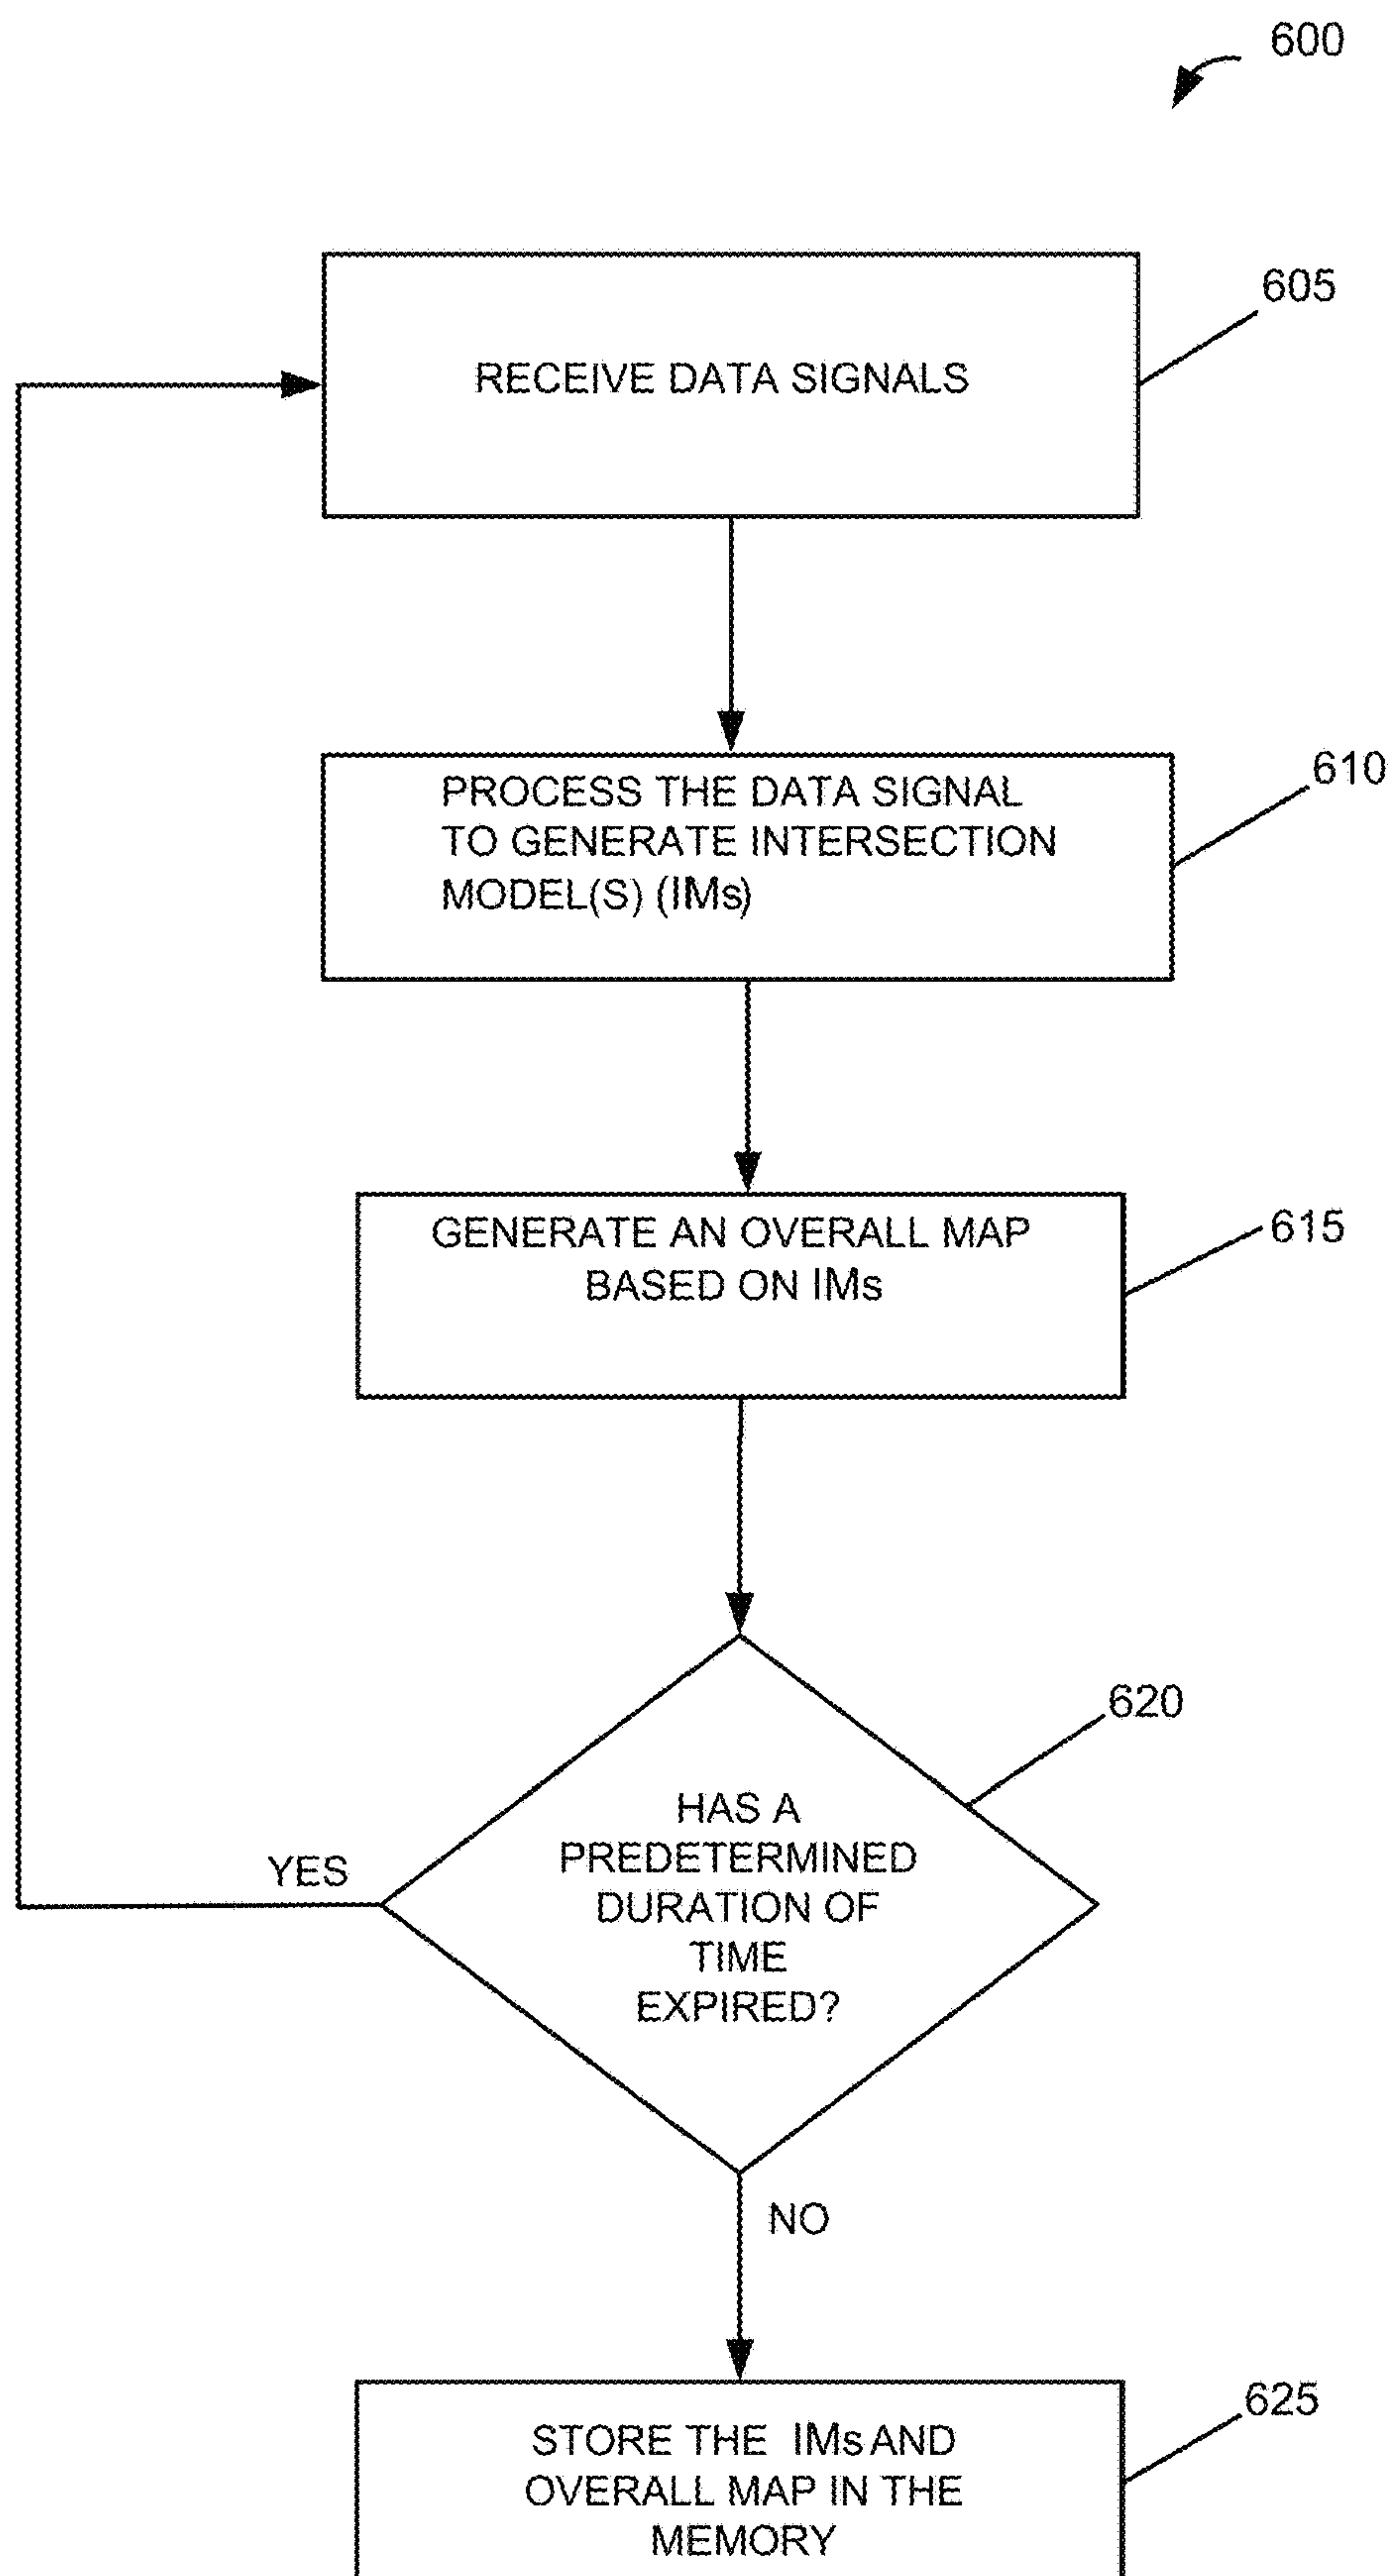 600
605
RECEIVE DATA SIGNALS
610
PROCESS THE DATA SIGNAL
TO GENERATE INTERSECTION
MODEL(S) (IMs)
615
GENERATE AN OVERALL MAP
BASED ON IMs
620
HAS A
PREDETERMINED
DURATION OF
TIME
EXPIRED?
YES
NO
625
STORE THE IMs AND
OVERALL MAP IN THE
MEMORY